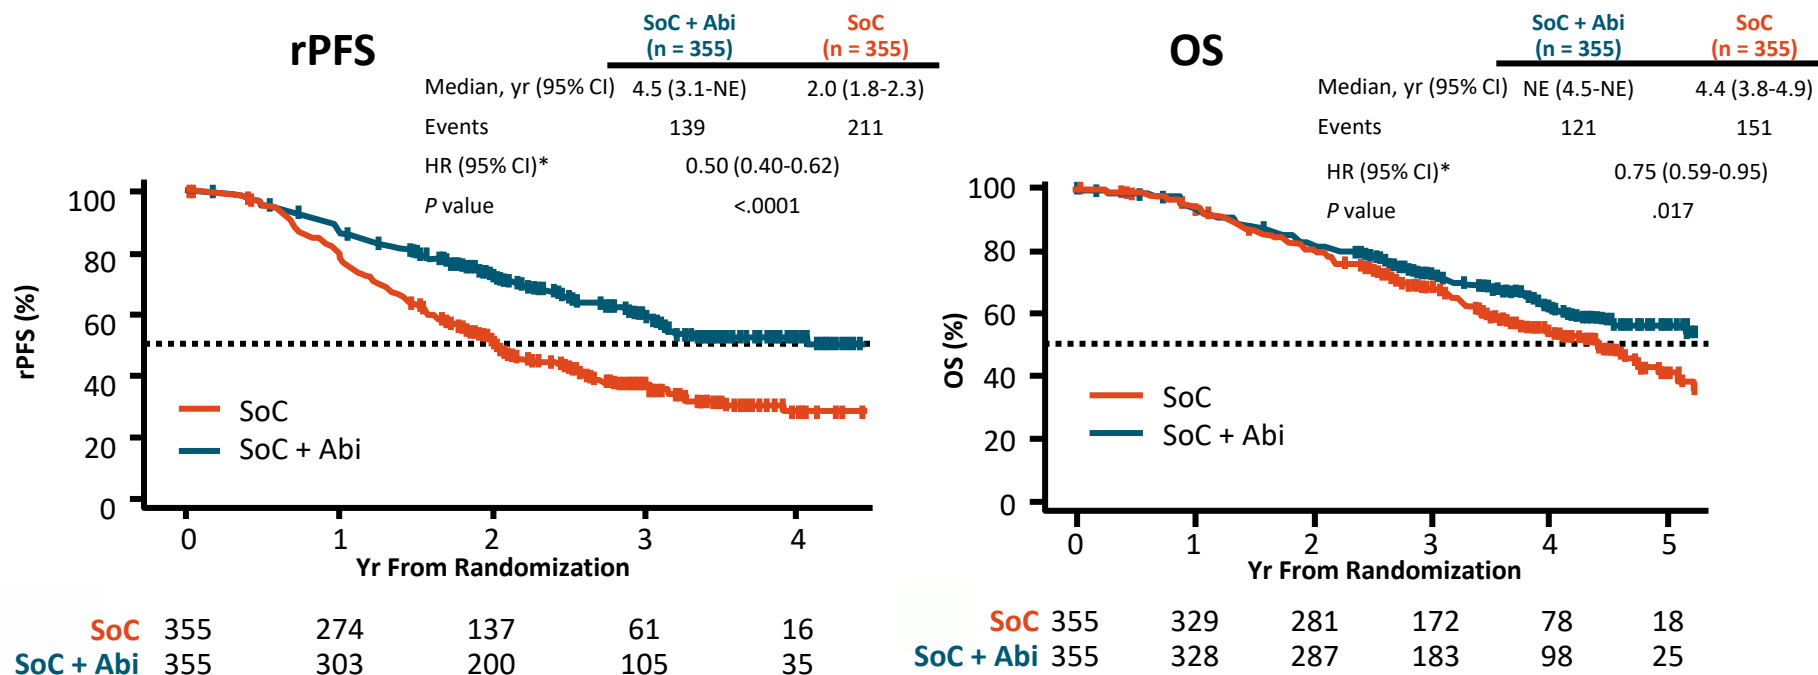 rPFS
SoC + Abi SoC
(n = 355) (n = 355)
Median, yr (95% CI) 4.5 (3.1-NE) 2.0 (1.8-2.3)
Events 139 211
HR (95% CI)* 0.50 (0.40-0.62)
P value <.0001
100
80
60
40
20
0
rPFS (%)
SoC
SoC + Abi
0 1 2 3 4
Yr From Randomization
SoC 355 274 137 61 16
SoC + Abi 355 303 200 105 35
OS
SoC + Abi SoC
(n = 355) (n = 355)
Median, yr (95% CI) NE (4.5-NE) 4.4 (3.8-4.9)
Events 121 151
HR (95% CI)* 0.75 (0.59-0.95)
P value .017
100
80
60
40
20
0
OS (%)
SoC
SoC + Abi
0 1 2 3 4 5
Yr From Randomization
SoC 355 329 281 172 78 18
SoC + Abi 355 328 287 183 98 25